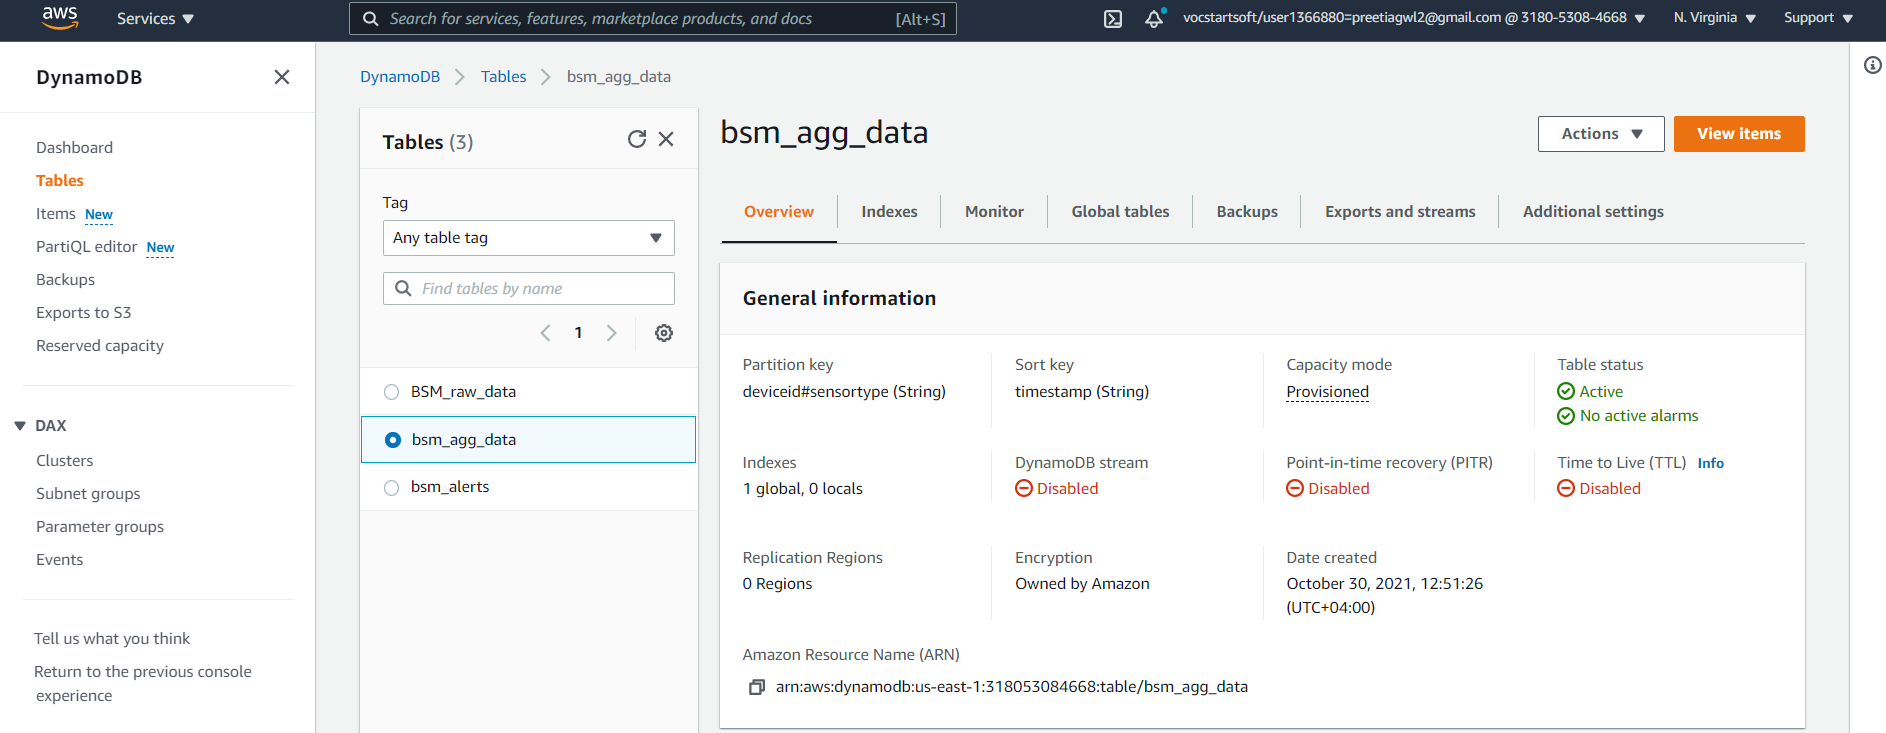 aws
Services
Search for services, features, marketplace products, and docs [Alt+S]
vocstartsoft/user1366880=preetiagwl2@gmail.com @ 3180-5308-4668
N. Virginia
Support
DynamoDB
Dashboard
Tables
Items New
PartiQL editor New
Backups
Exports to S3
Reserved capacity
DAX
Clusters
Subnet groups
Parameter groups
Events
Tell us what you think
Return to the previous console
experience
DynamoDB
Tables
bsm_agg_data
Tables (3)
Tag
Any table tag
Find tables by name
1
BSM_raw_data
bsm_agg_data
bsm_alerts
bsm_agg_data
Actions
View items
Overview
Indexes
Monitor
Global tables
Backups
Exports and streams
Additional settings
General information
Partition key
deviceid#sensortype (String)
Sort key
timestamp (String)
Capacity mode
Provisioned
Table status
Active
No active alarms
Indexes
1 global, 0 locals
DynamoDB stream
Disabled
Point-in-time recovery (PITR)
Disabled
Time to Live (TTL) Info
Disabled
Replication Regions
0 Regions
Encryption
Owned by Amazon
Date created
October 30, 2021, 12:51:26
(UTC+04:00)
Amazon Resource Name (ARN)
arn:aws:dynamodb:us-east-1:318053084668:table/bsm_agg_data